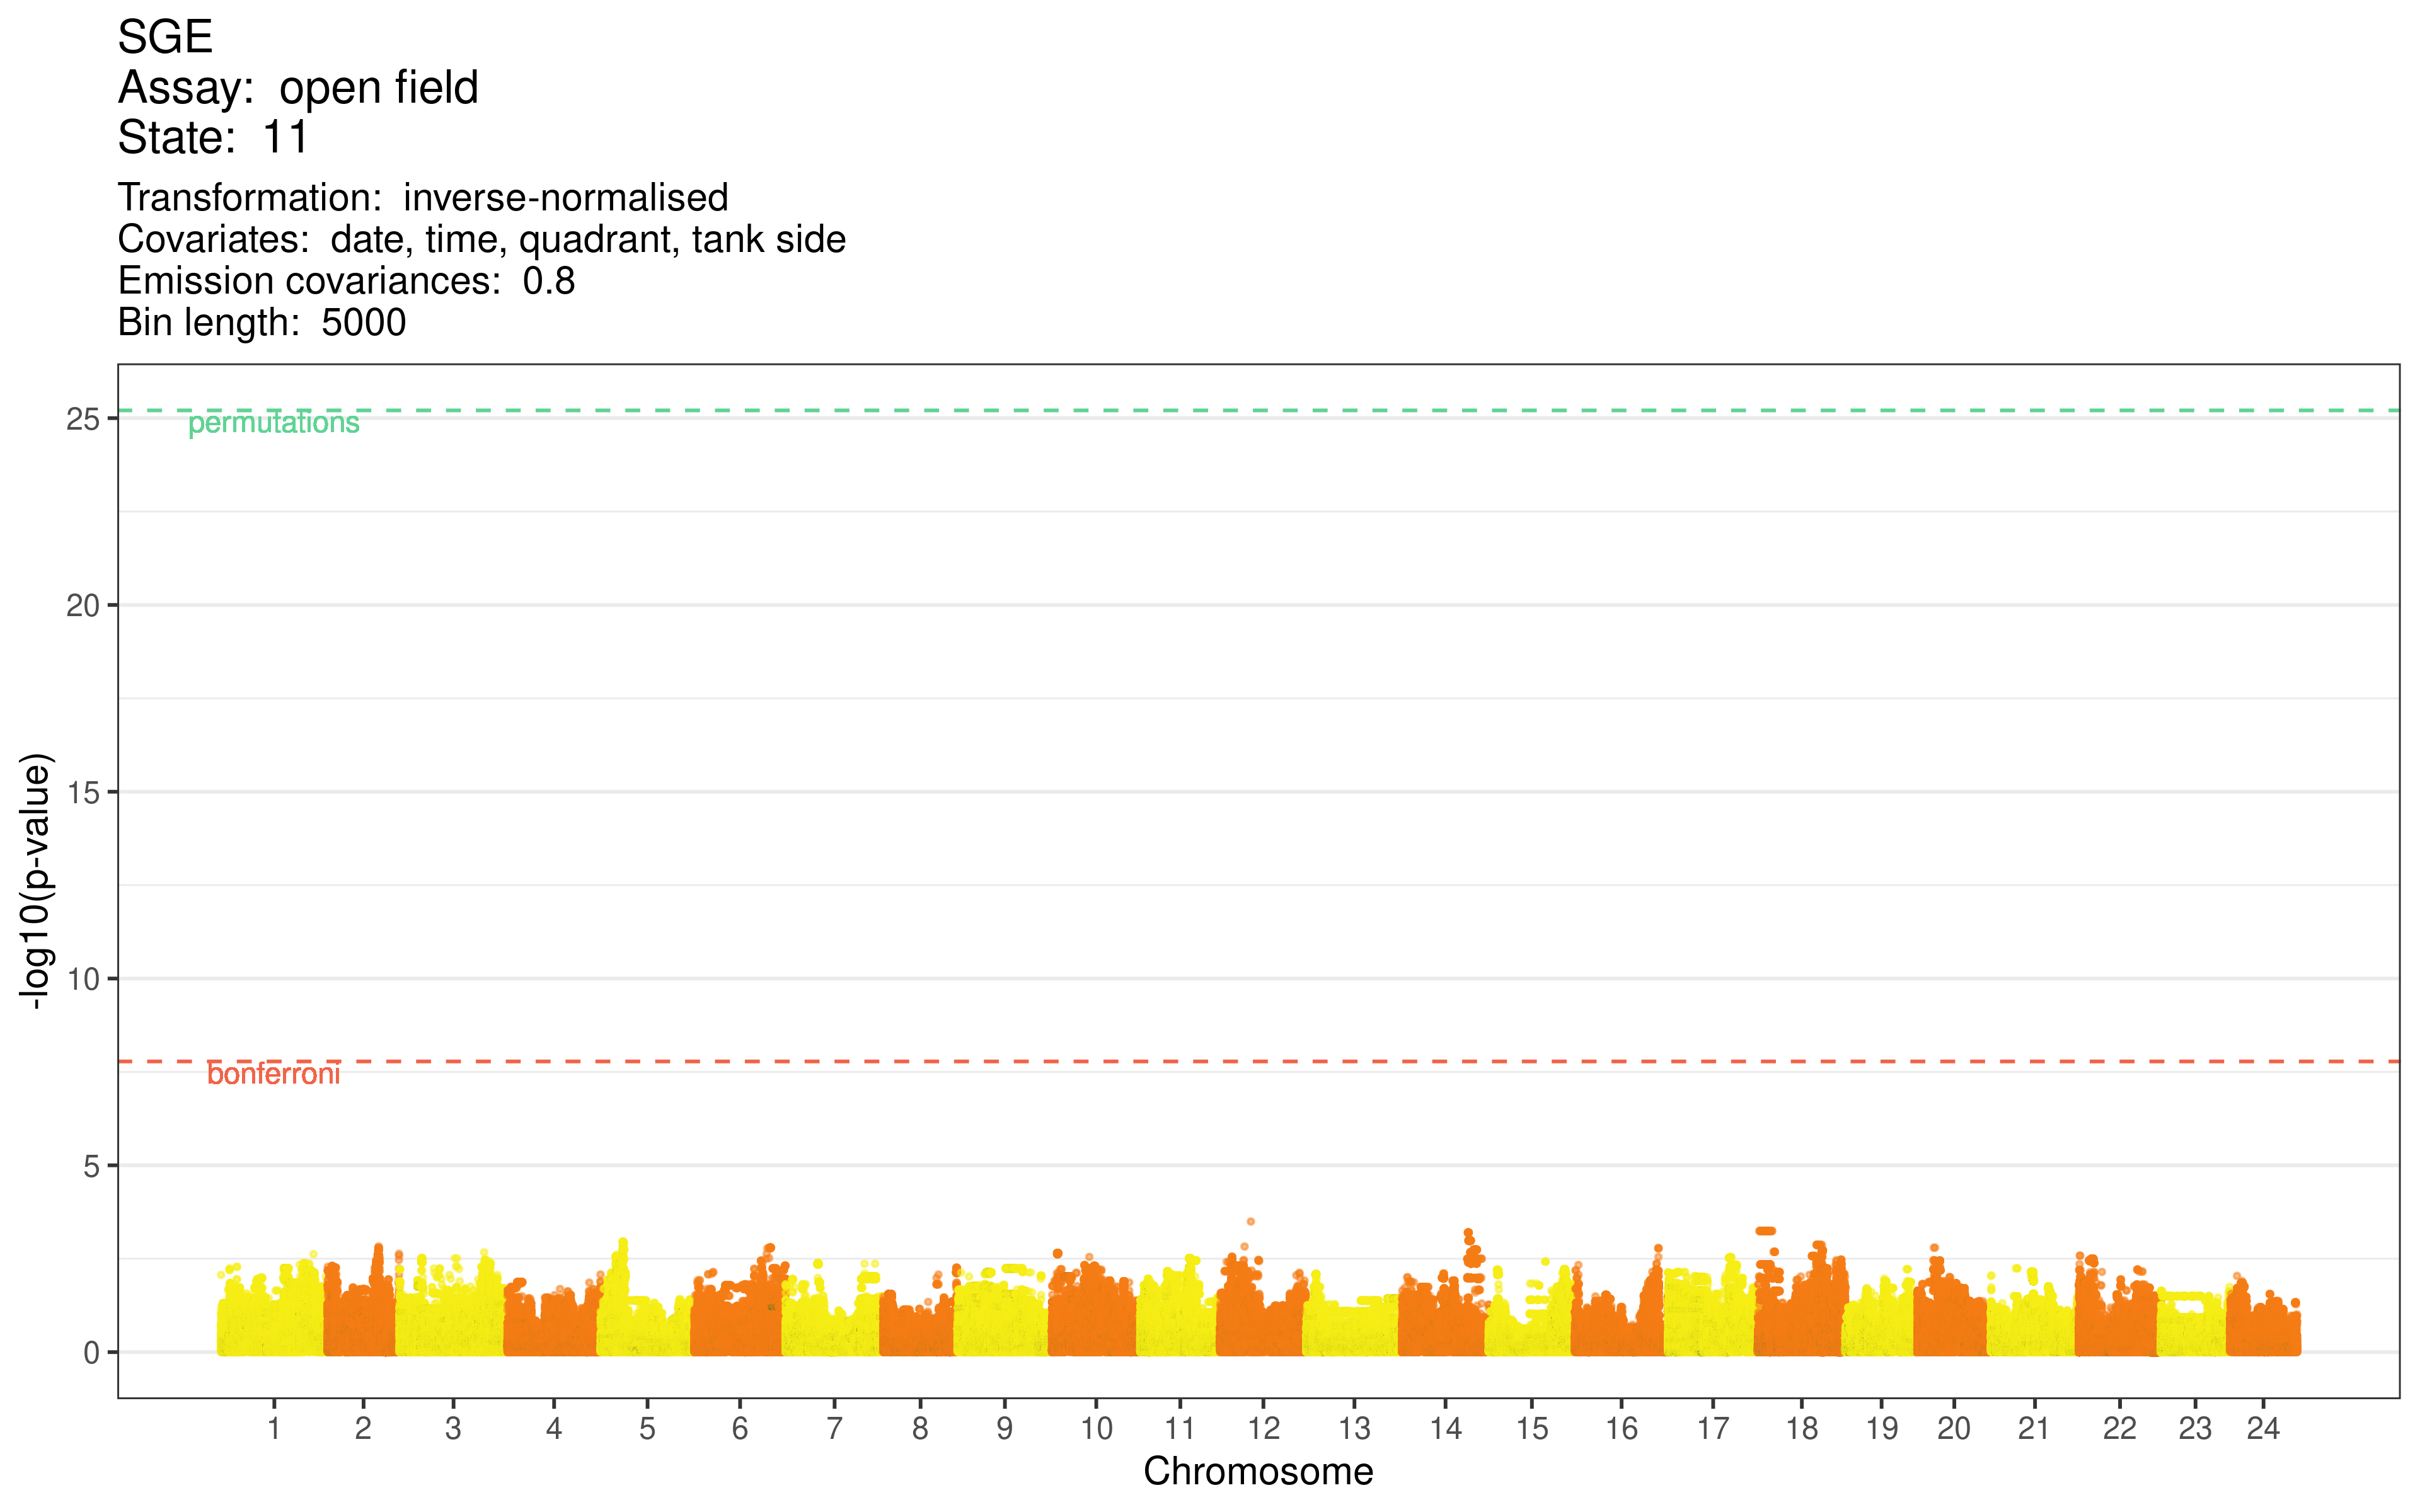 SGE
Assay:  open field
State:  11
Transformation:  inverse-normalised
Covariates:  date, time, quadrant, tank side
Emission covariances:  0.8
Bin length:  5000
25
permutations
20
15
10
bonferroni
5
0
-log10(p-value)
1 2 3 4 5 6 7 8 9 10 11 12 13 14 15 16 17 18 19 20 21 22 23 24
Chromosome